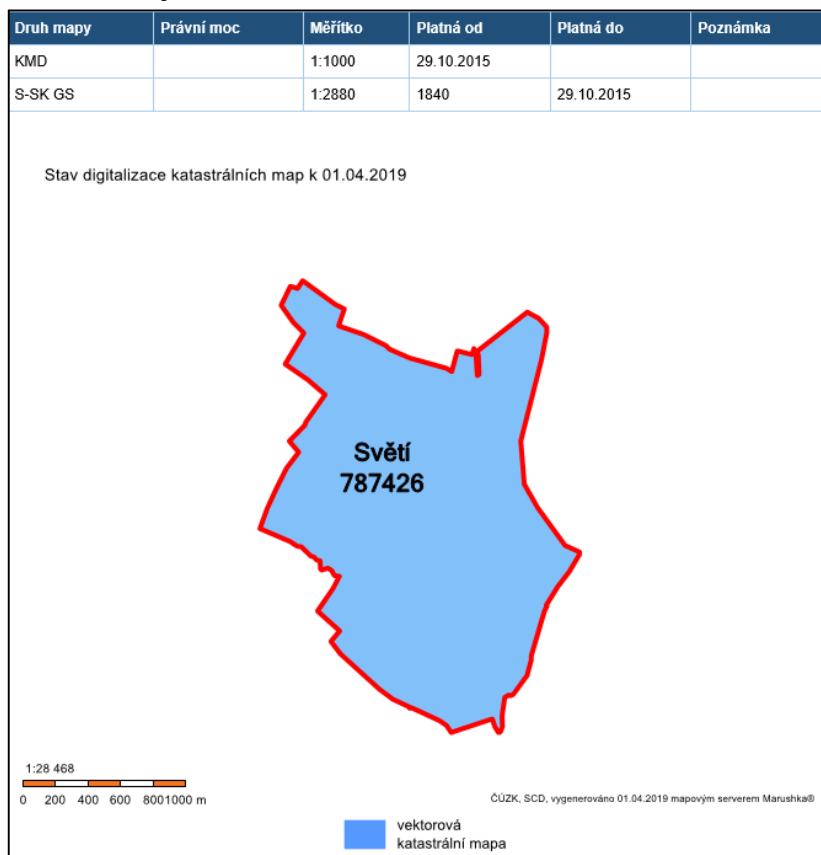 Druh mapy Právní moc Měřítko Platná od Platná do Poznámka
KMD 1:1000 29.10.2015
S-SK GS 1:2880 1840 29.10.2015
Stav digitalizace katastrálních map k 01.04.2019
Světí
787426
1:28 468
0 200 400 600 800 1000 m
ČÚZK, SCD, vygenerováno 01.04.2019 mapovým serverem Marushka®
vektorová
katastrální mapa